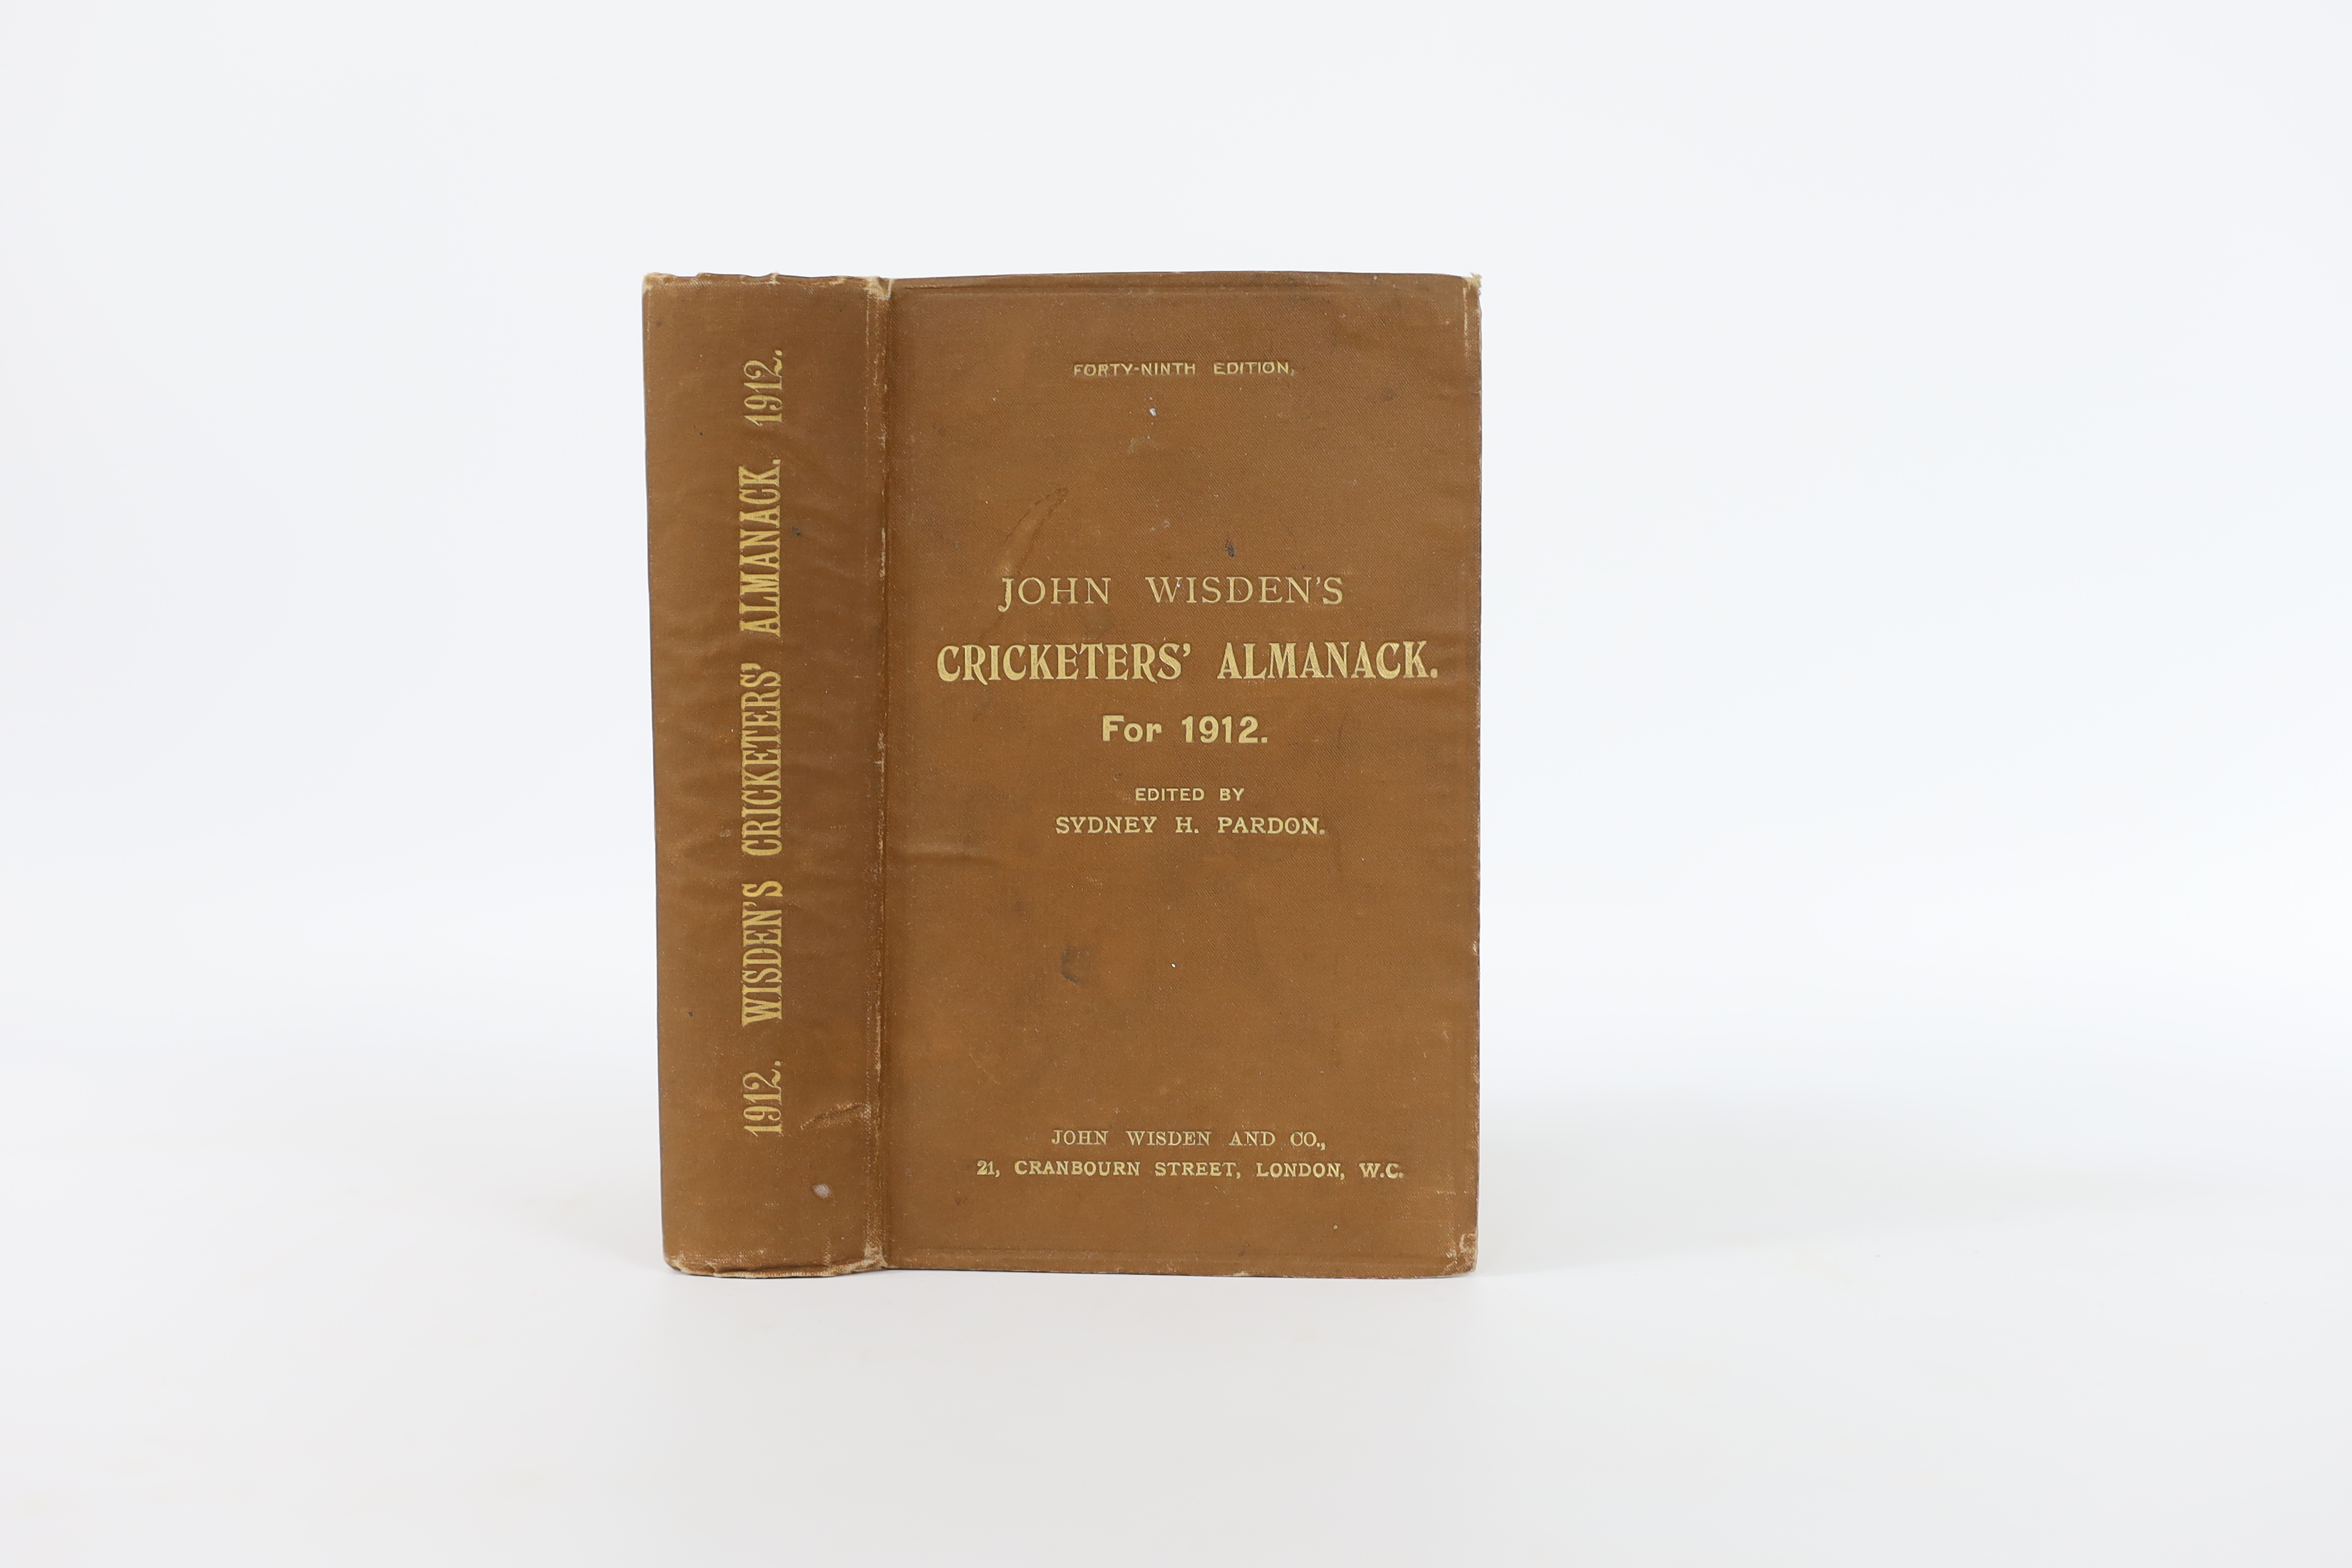 1912. WISDEN'S CRICKETERS' ALMANACK. 1912.
FORTY-NINTH EDITION,
JOHN WISDEN'S
CRICKETERS' ALMANACK.
For 1912.
EDITED BY
SYDNEY H. PARDON.
JOHN WISDEN AND CO.,
21, CRANBOURN STREET, LONDON, W.C.